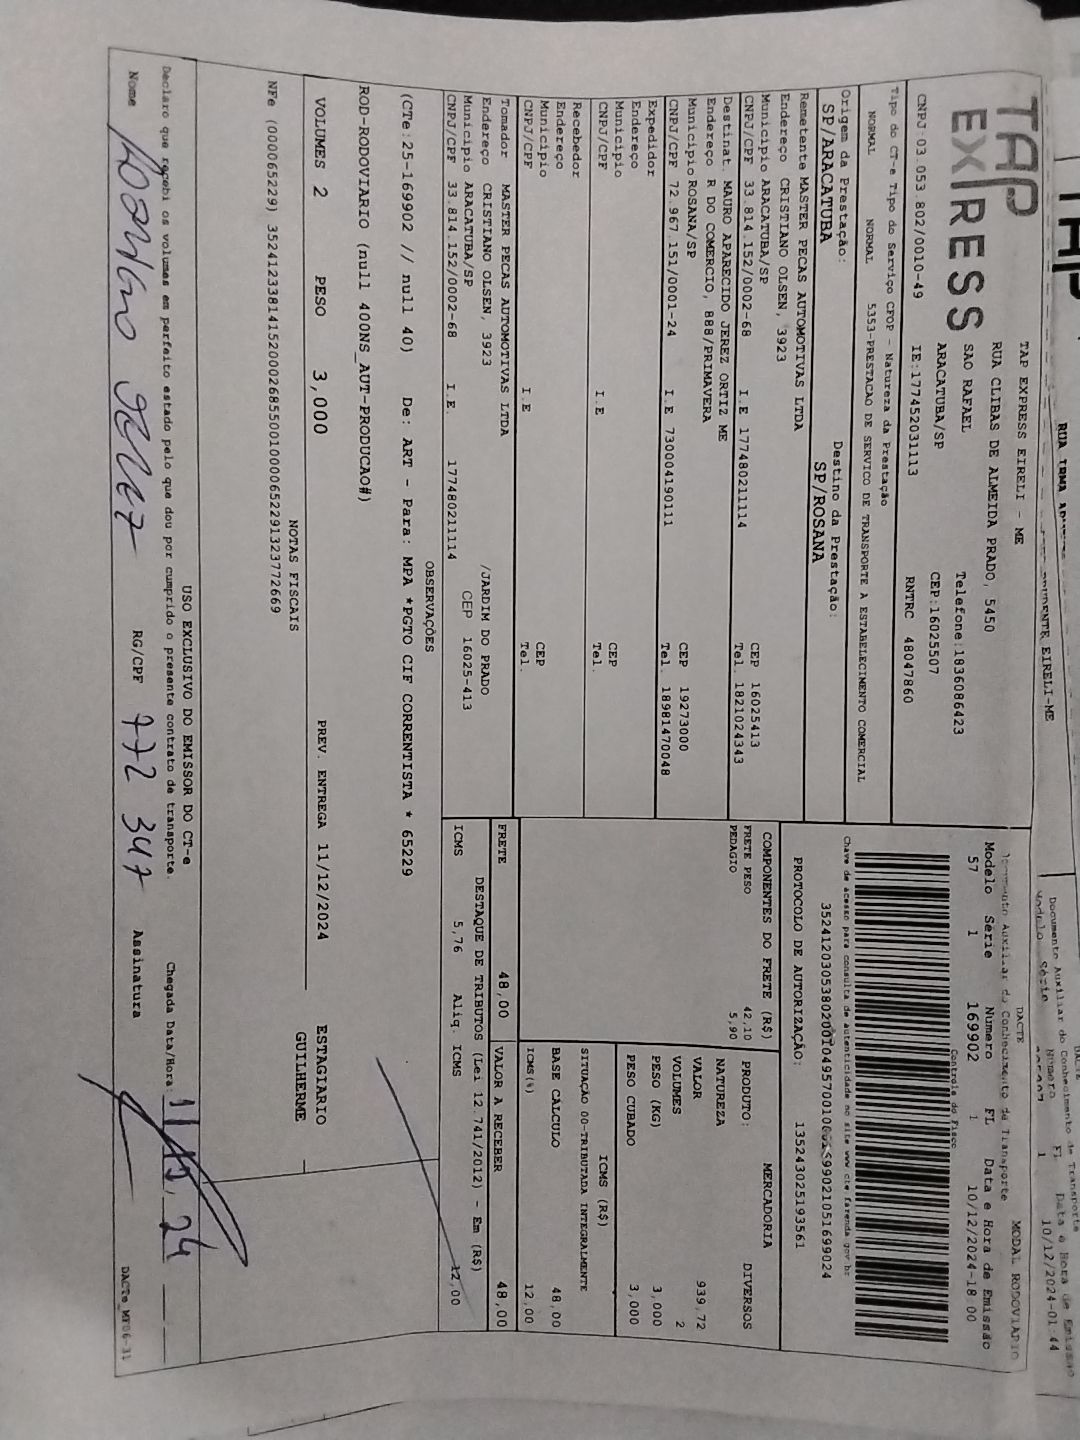 TAP
EXPRESS
TAP EXPRESS EIRELI - ME
RUA CLIBAS DE ALMEIDA PRADO, 5450
SAO RAFAEL Telefone:1836086423
ARACATUBA/SP CEP:16025507
CNPJ:03.053.802/0010-49 IE:177452031113 RNTRC 48047860
Tipo do CT-e Tipo do Serviço CFOP - Natureza da Prestação
NORMAL NORMAL 5353-PRESTACAO DE SERVICO DE TRANSPORTE A ESTABELECIMENTO COMERCIAL
Origem da Prestação: Destino da Prestação:
SP/ARACATUBA SP/ROSANA
Remetente MASTER PECAS AUTOMOTIVAS LTDA
Endereço CRISTIANO OLSEN, 3923
Municipio ARACATUBA/SP CEP 16025413
CNPJ/CPF 33.814.152/0002-68 I.E 177480211114 Tel. 1821024343
Destinat. MAURO APARECIDO JEREZ ORTIZ ME
Endereço R DO COMERCIO, 888/PRIMAVERA
Municipio ROSANA/SP CEP 19273000
CNPJ/CPF 72.967.151/0001-24 I.E 730004190111 Tel. 18981470048
Expedidor
Endereço
Municipio CEP
CNPJ/CPF I.E Tel.
Recebedor
Endereço
Municipio CEP
CNPJ/CPF I.E Tel.
Tomador MASTER PECAS AUTOMOTIVAS LTDA
Endereço CRISTIANO OLSEN, 3923 /JARDIM DO PRADO
Municipio ARACATUBA/SP CEP 16025-413
CNPJ/CPF 33.814.152/0002-68 I.E 177480211114
DACTE MODAL RODOVIARIO
Documento Auxiliar do Conhecimento de Transporte
Modelo Série Numero FL Data e Hora de Emissão
57 1 169902 1 10/12/2024-18:00
Controle do Fisco
Chave de acesso para consulta de autenticidade no site www.cte.fazenda.gov.br
PROTOCOLO DE AUTORIZAÇÃO: 135243025193561
COMPONENTES DO FRETE (R$)
FRETE PESO 42,10
PEDAGIO 5,90
MERCADORIA
PRODUTO: DIVERSOS
NATUREZA
VALOR 939,72
VOLUMES 2
PESO (KG) 3,000
PESO CUBADO 3,000
ICMS (R$)
SITUAÇÃO 00-TRIBUTADA INTEGRALMENTE
BASE CÁLCULO 48,00
ICMS(%) 12,00
FRETE 48,00 VALOR A RECEBER 48,00
DESTAQUE DE TRIBUTOS (Lei 12.741/2012) - Em (R$)
ICMS 5,76 Aliq. ICMS 12,00
OBSERVAÇÕES
(CTe:25-169902 // null 40) De: ART - Para: MPA *PGTO CIF CORRENTISTA * 65229
ROD-RODOVIARIO (null 400NS_AUT-PRODUCAO#)
VOLUMES 2 PESO 3,000 PREV. ENTREGA 11/12/2024 ESTAGIARIO
GUILHERME
NOTAS FISCAIS
NFe (000065229) 35241233814152000268550010000652291323772669
USO EXCLUSIVO DO EMISSOR DO CT-e
Declaro que recebi os volumes em perfeito estado pelo que dou por cumprido o presente contrato de transporte. Chegada Data/Hora:
Nome RG/CPF 772 347 Assinatura